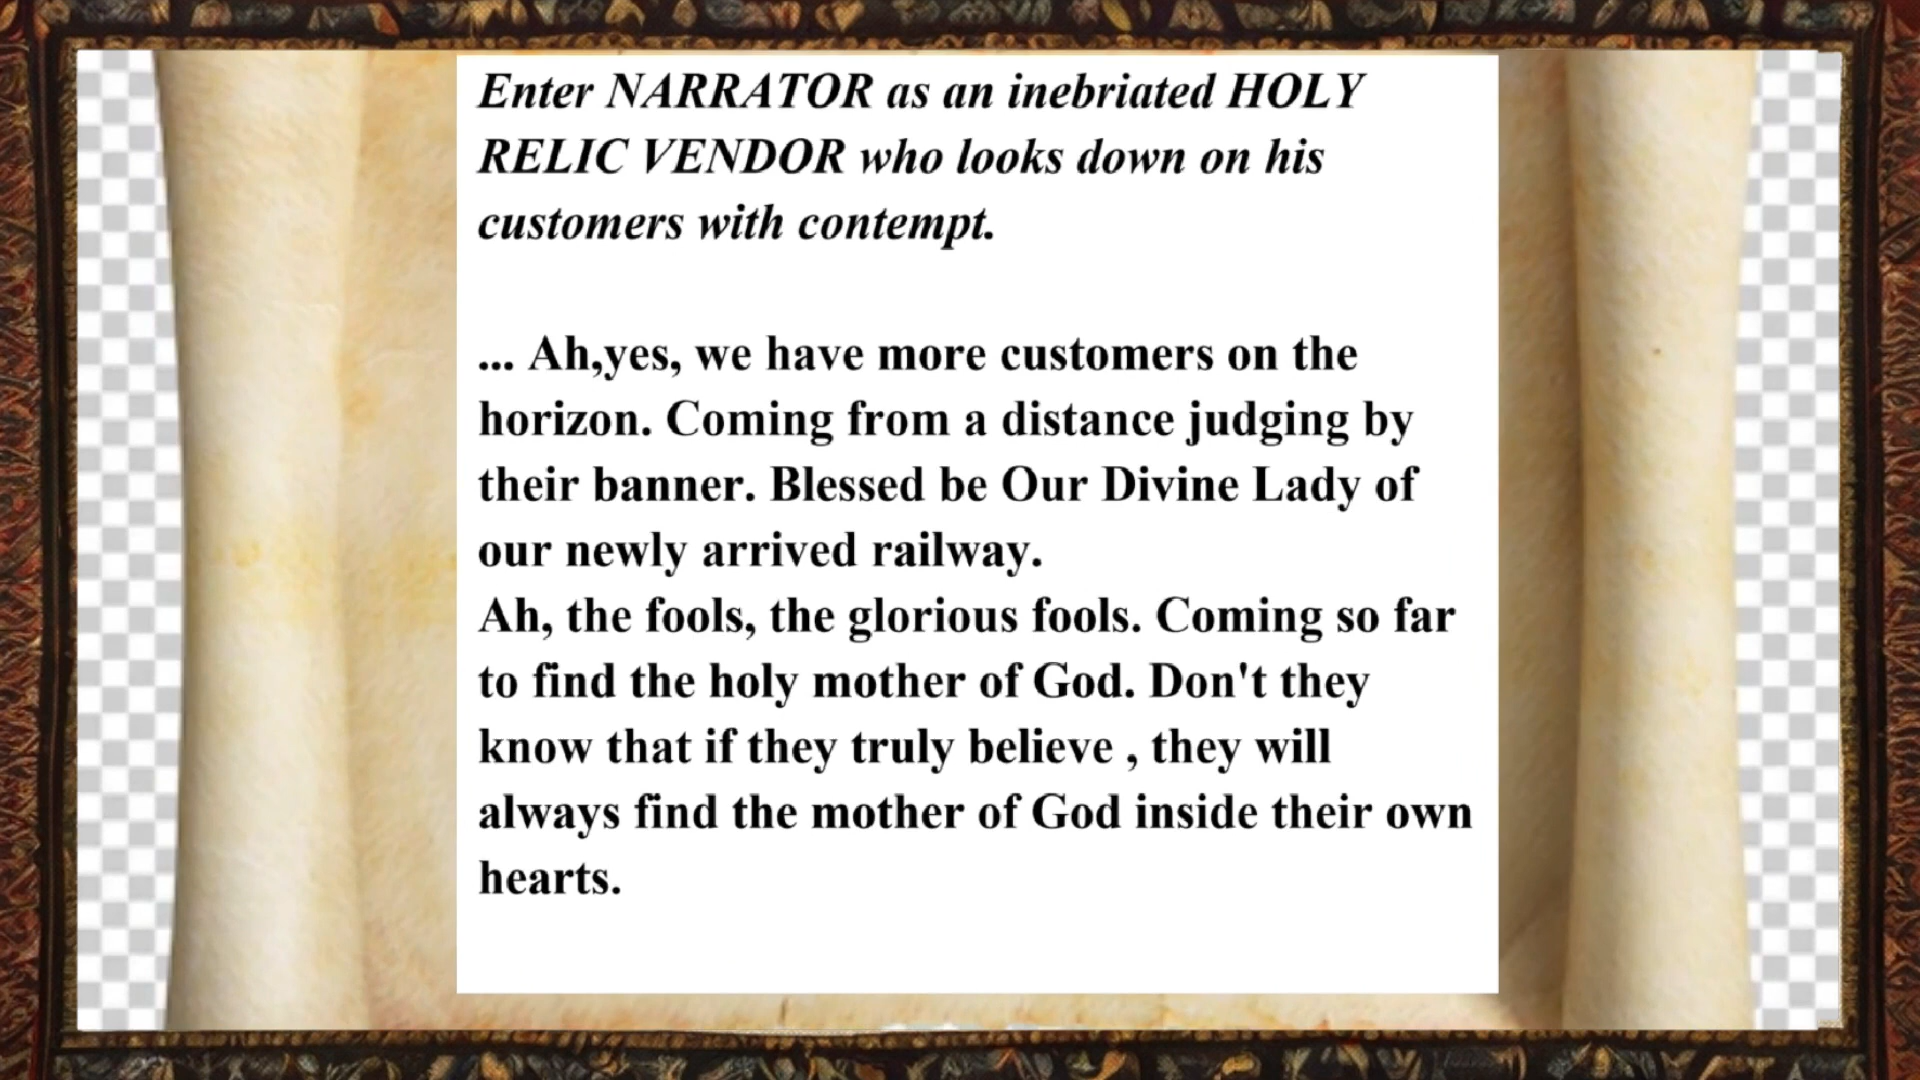 Enter NARRATOR as an inebriated HOLY
RELIC VENDOR who looks down on his
customers with contempt.
... Ah,yes, we have more customers on the
horizon. Coming from a distance judging by
their banner. Blessed be Our Divine Lady of
our newly arrived railway.
Ah, the fools, the glorious fools. Coming so far
to find the holy mother of God. Don't they
know that if they truly believe , they will
always find the mother of God inside their own
hearts.